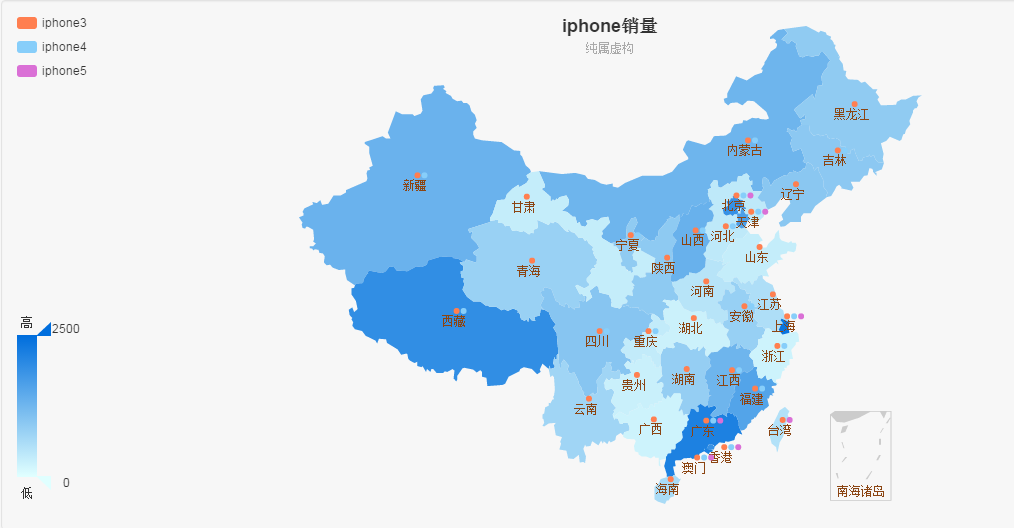 iphone3
iphone4
iphone5
iphone销量
纯属虚构
黑龙江
内蒙古
吉林
新疆
辽宁
甘肃
北京
天津
宁夏
山西
河北
山东
陕西
青海
河南
江苏
西藏
安徽
上海
湖北
四川
重庆
浙江
贵州
湖南
江西
福建
云南
广西
广东
台湾
香港
澳门
海南
南海诸岛
高
2500
0
低